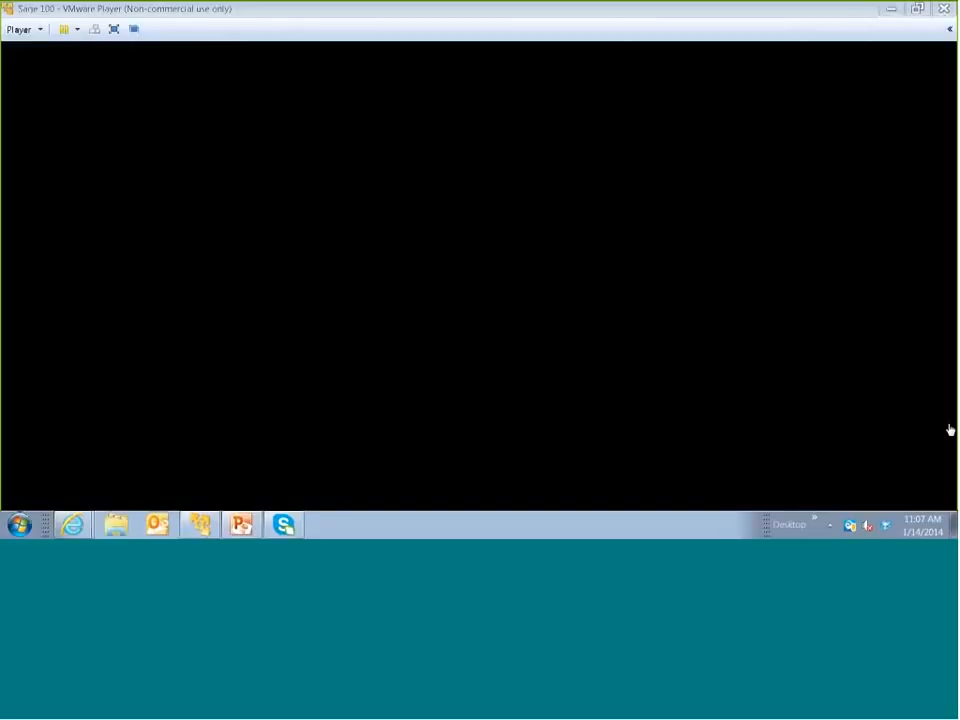 Sage 100 - VMware Player (Non-commercial use only)
Player
Desktop
11:07 AM
1/14/2014